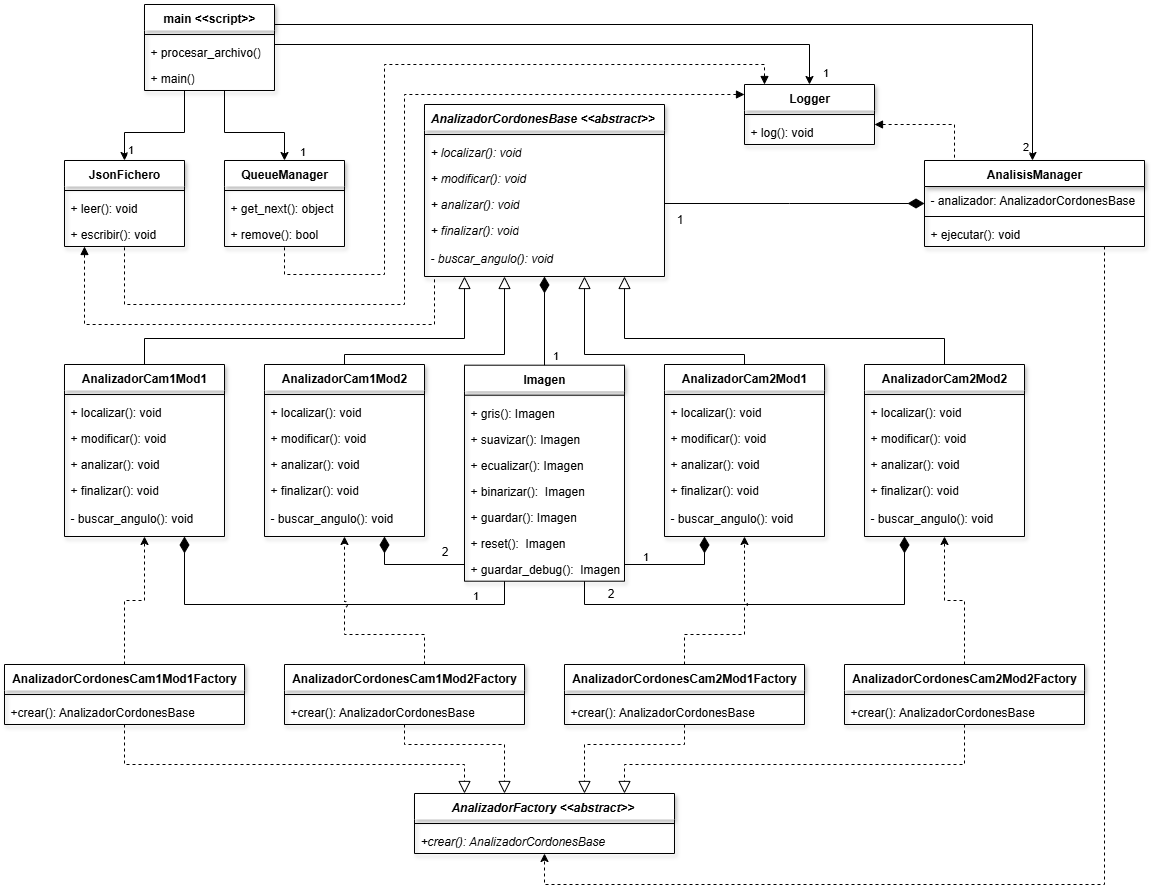 main <<script>>
+ procesar_archivo()
+ main()
1
Logger
+ log(): void
AnalizadorCordonesBase <<abstract>>
+ localizar(): void
+ modificar(): void
+ analizar(): void
+ finalizar(): void
- buscar_angulo(): void
1
JsonFichero
+ leer(): void
+ escribir(): void
1
QueueManager
+ get_next(): object
+ remove(): bool
2
AnalisisManager
- analizador: AnalizadorCordonesBase
+ ejecutar(): void
1
1
AnalizadorCam1Mod1
+ localizar(): void
+ modificar(): void
+ analizar(): void
+ finalizar(): void
- buscar_angulo(): void
AnalizadorCam1Mod2
+ localizar(): void
+ modificar(): void
+ analizar(): void
+ finalizar(): void
- buscar_angulo(): void
Imagen
+ gris(): Imagen
+ suavizar(): Imagen
+ ecualizar(): Imagen
+ binarizar():  Imagen
+ guardar(): Imagen
+ reset():  Imagen
+ guardar_debug():  Imagen
AnalizadorCam2Mod1
+ localizar(): void
+ modificar(): void
+ analizar(): void
+ finalizar(): void
- buscar_angulo(): void
AnalizadorCam2Mod2
+ localizar(): void
+ modificar(): void
+ analizar(): void
+ finalizar(): void
- buscar_angulo(): void
2
1
1
2
AnalizadorCordonesCam1Mod1Factory
+crear(): AnalizadorCordonesBase
AnalizadorCordonesCam1Mod2Factory
+crear(): AnalizadorCordonesBase
AnalizadorCordonesCam2Mod1Factory
+crear(): AnalizadorCordonesBase
AnalizadorCordonesCam2Mod2Factory
+crear(): AnalizadorCordonesBase
AnalizadorFactory <<abstract>>
+crear(): AnalizadorCordonesBase